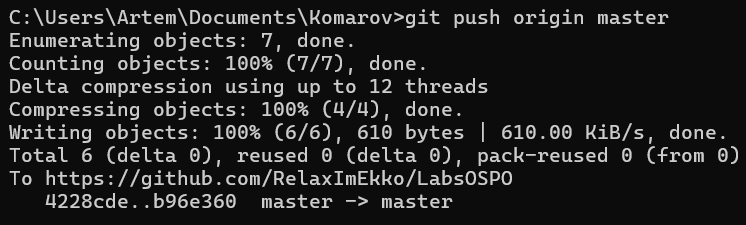 C:\Users\Artem\Documents\Komarov>git push origin master
Enumerating objects: 7, done.
Counting objects: 100% (7/7), done.
Delta compression using up to 12 threads
Compressing objects: 100% (4/4), done.
Writing objects: 100% (6/6), 610 bytes | 610.00 KiB/s, done.
Total 6 (delta 0), reused 0 (delta 0), pack-reused 0 (from 0)
To https://github.com/RelaxImEkko/LabsOSPO
   4228cde..b96e360  master -> master